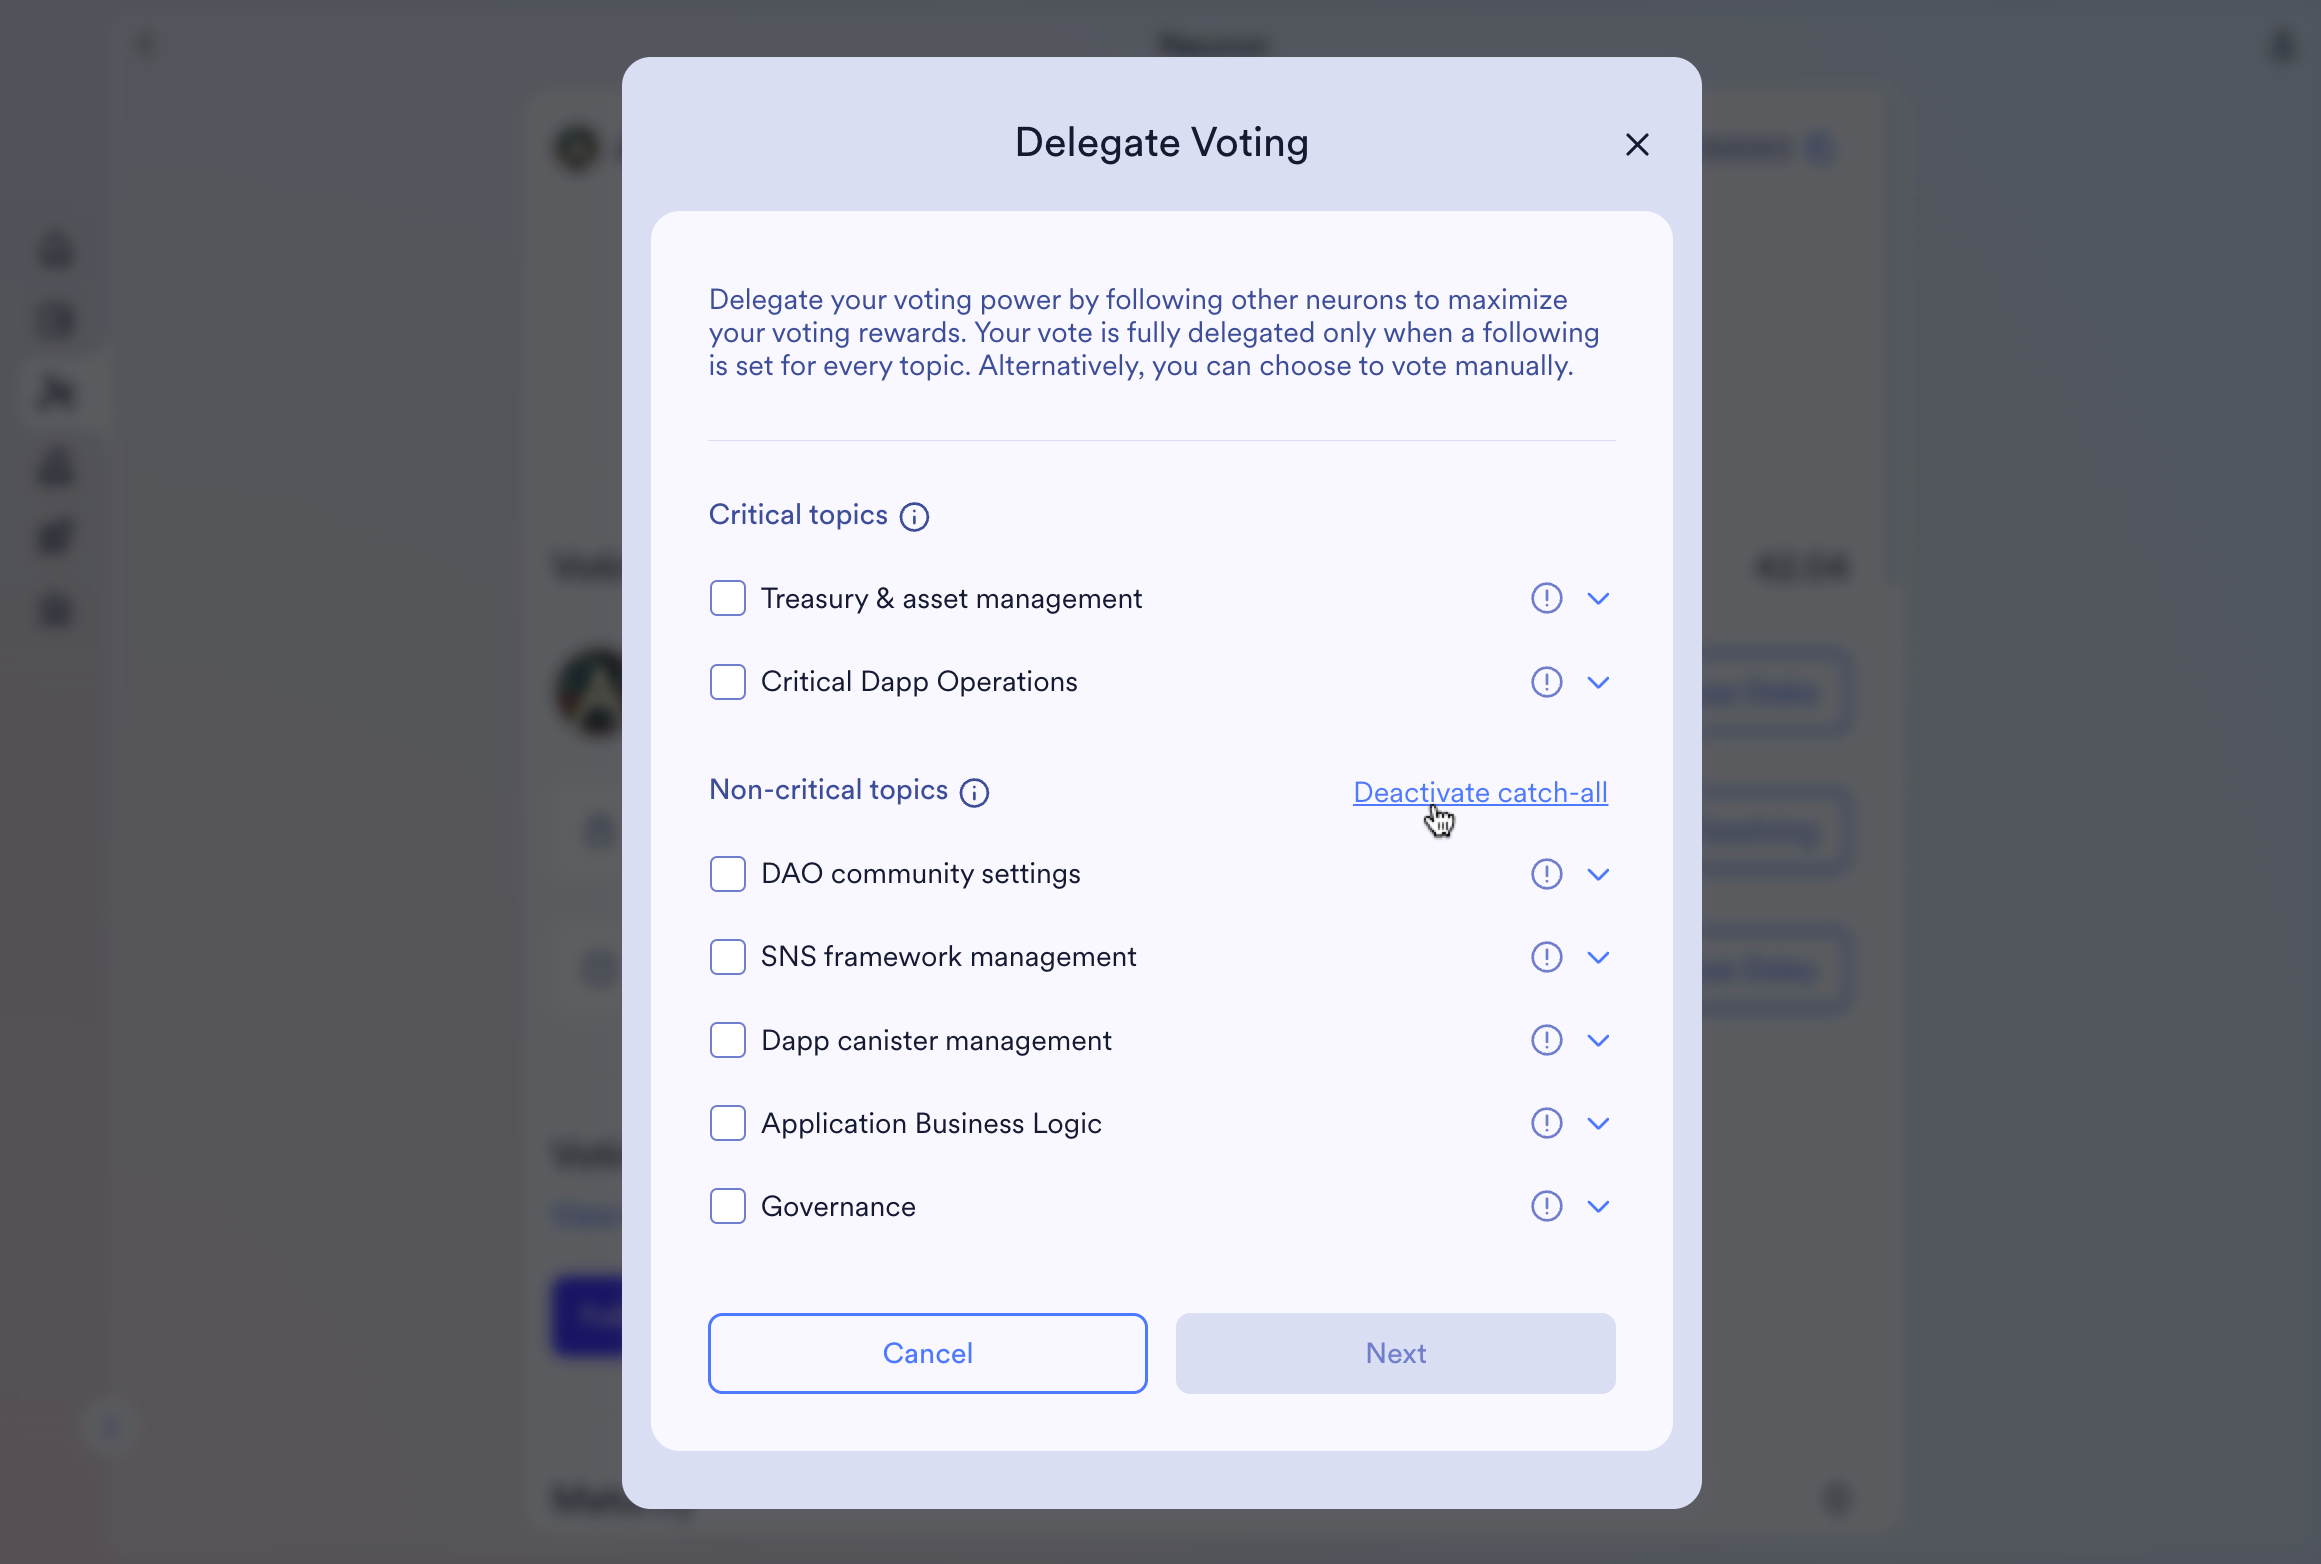 Neuron
Delegate Voting
Delegate your voting power by following other neurons to maximize
your voting rewards. Your vote is fully delegated only when a following
is set for every topic. Alternatively, you can choose to vote manually.
Critical topics
Treasury & asset management
Critical Dapp Operations
Non-critical topics
Deactivate catch-all
DAO community settings
SNS framework management
Dapp canister management
Application Business Logic
Governance
Cancel
Next